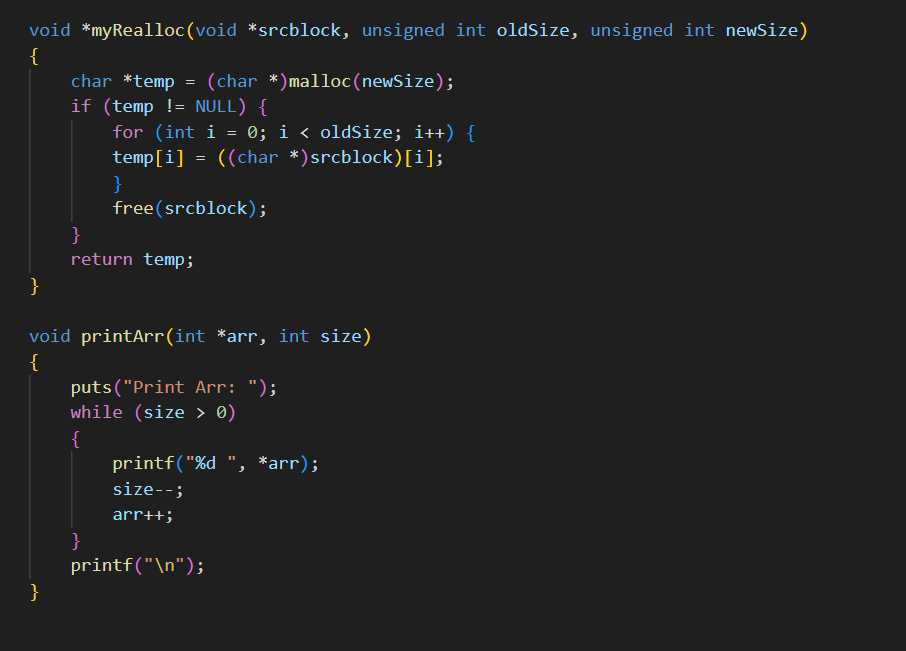 void *myRealloc(void *srcblock, unsigned int oldSize, unsigned int newSize)
{
    char *temp = (char *)malloc(newSize);
    if (temp != NULL) {
        for (int i = 0; i < oldSize; i++) {
        temp[i] = ((char *)srcblock)[i];
        }
        free(srcblock);
    }
    return temp;
}

void printArr(int *arr, int size)
{
    puts("Print Arr: ");
    while (size > 0)
    {
        printf("%d ", *arr);
        size--;
        arr++;
    }
    printf("\n");
}